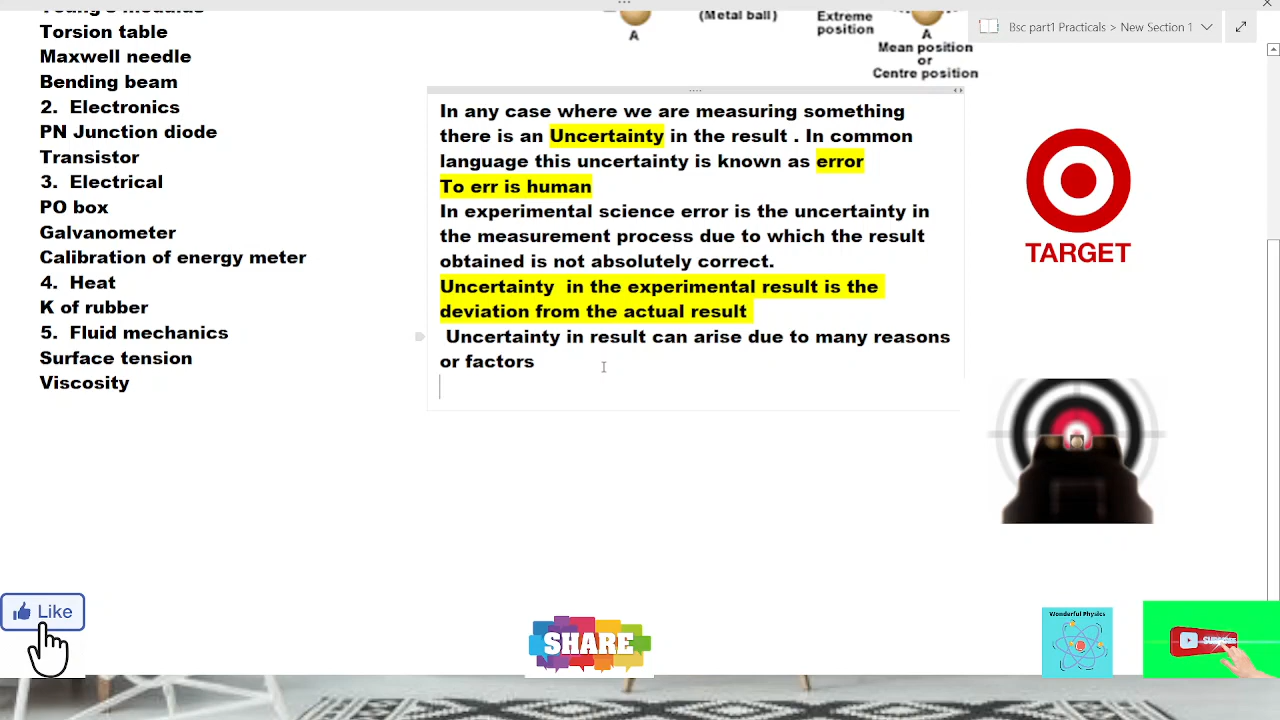 Young's modulus
Torsion table
Maxwell needle
Bending beam
2. Electronics
PN Junction diode
Transistor
3. Electrical
PO box
Galvanometer
Calibration of energy meter
4. Heat
K of rubber
5. Fluid mechanics
Surface tension
Viscosity
A
(Metal ball)
Extreme
position
A
Mean position
or
Centre position
Bsc part1 Practicals > New Section 1
In any case where we are measuring something
there is an Uncertainty in the result . In common
language this uncertainty is known as error
To err is human
In experimental science error is the uncertainty in
the measurement process due to which the result
obtained is not absolutely correct.
Uncertainty  in the experimental result is the
deviation from the actual result
Uncertainty in result can arise due to many reasons
or factors
TARGET
Like
SHARE
Wonderful Physics
SUBSCRIBE